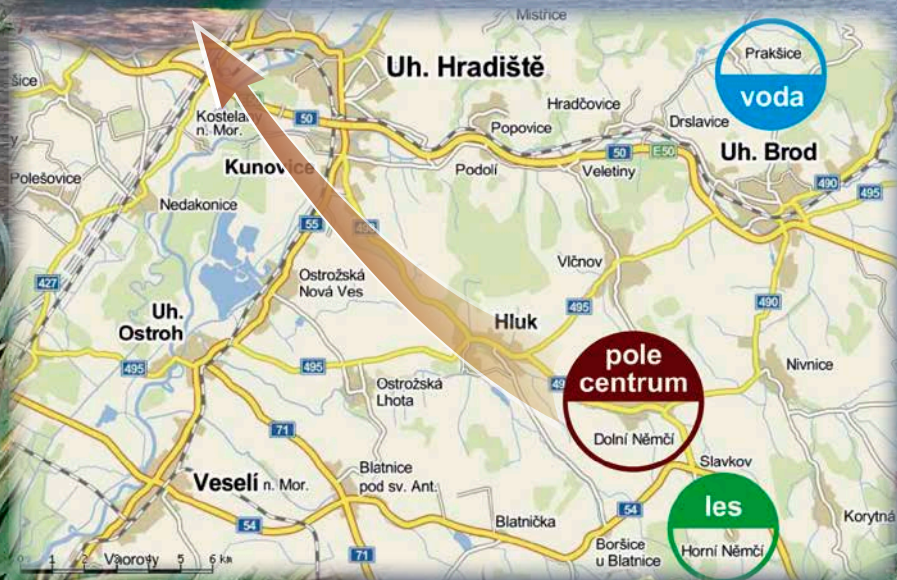 Mistřice
Uh. Hradiště
Prakšice
voda
šice
Kostelany
n. Mor.
50
Hradčovice
Popovice
Drslavice
Kunovice
Podolí
50
E50
Veletiny
Uh. Brod
Polešovice
490
495
Nedakonice
55
Vlčnov
427
Ostrožská
Nová Ves
495
490
Uh.
Ostroh
Hluk
pole
centrum
Nivnice
495
495
Ostrožská
Lhota
Dolní Němčí
71
Slavkov
Veselí n. Mor.
Blatnice
pod sv. Ant.
les
54
54
Blatnička
Korytná
71
Boršice
u Blatnice
Horní Němčí
1 2 5 6 km